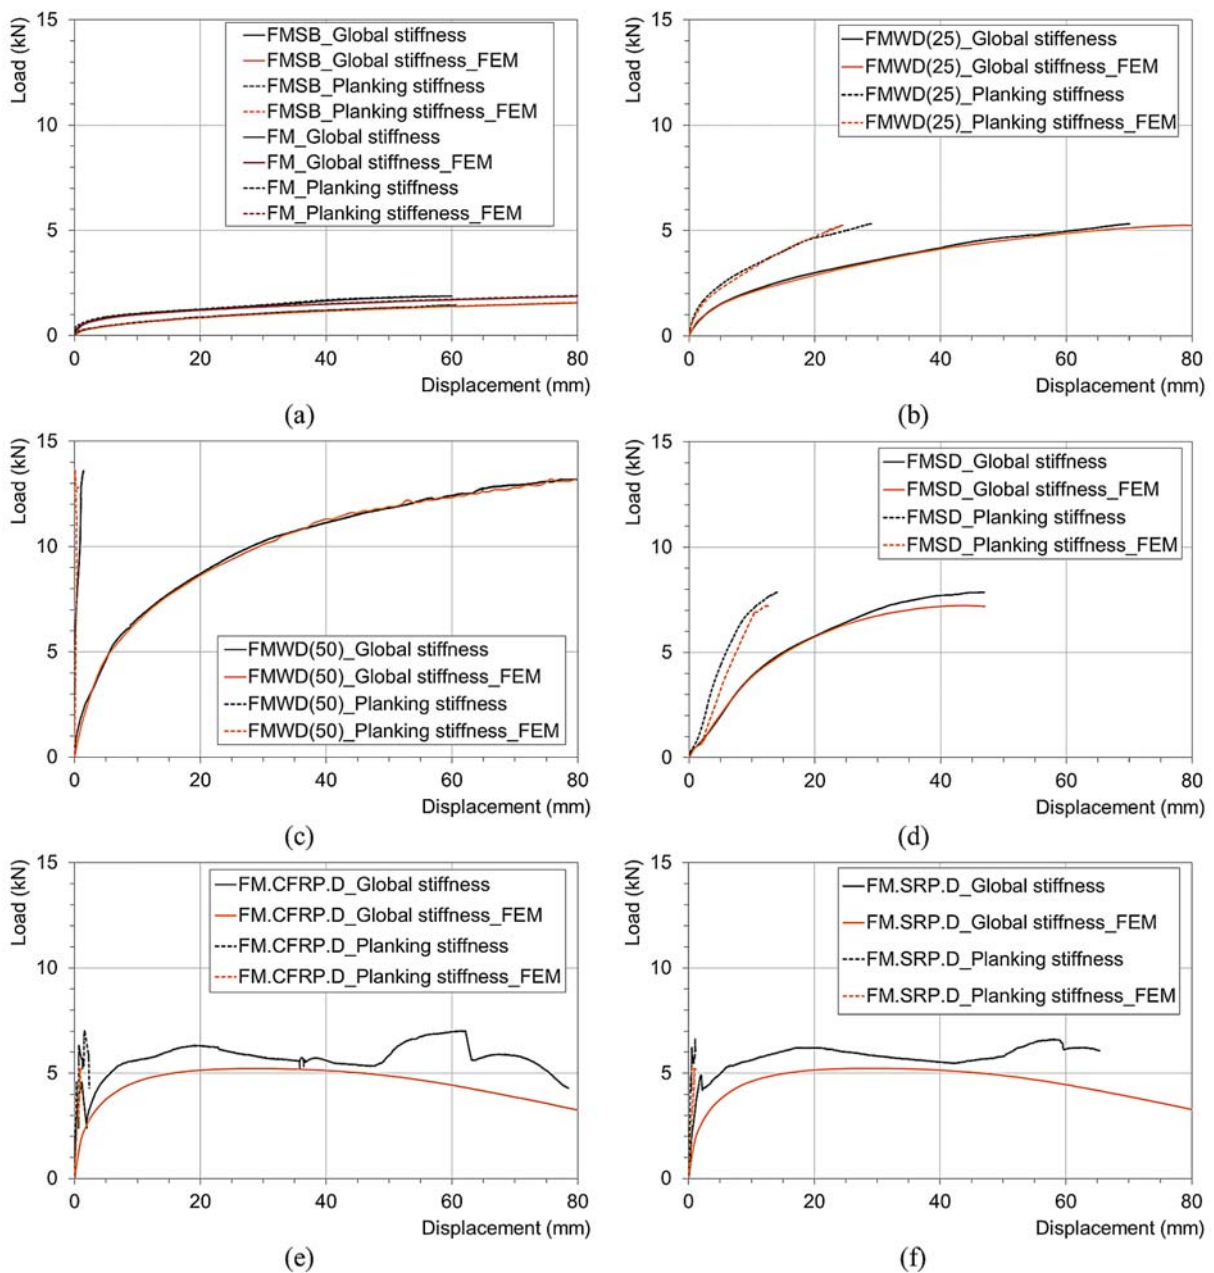 Load (kN)
15
10
5
0
FMSB_Global stiffness
FMSB_Global stiffness_FEM
FMSB_Planking stiffness
FMSB_Planking stiffness_FEM
FM_Global stiffness
FM_Global stiffness_FEM
FM_Planking stiffness
FM_Planking stiffeness_FEM
0 20 40 60 80
Displacement (mm)
(a)
Load (kN)
15
10
5
0
FMWD(25)_Global stiffeness
FMWD(25)_Global stiffness_FEM
FMWD(25)_Planking stiffness
FMWD(25)_Planking stiffness_FEM
0 20 40 60 80
Displacement (mm)
(b)
Load (kN)
15
10
5
0
FMWD(50)_Global stiffness
FMWD(50)_Global stiffness_FEM
FMWD(50)_Planking stiffness
FMWD(50)_Planking stiffness_FEM
0 20 40 60 80
Displacement (mm)
(c)
Load (kN)
15
10
5
0
FMSD_Global stiffness
FMSD_Global stiffness_FEM
FMSD_Planking stiffness
FMSD_Planking stiffness_FEM
0 20 40 60 80
Displacement (mm)
(d)
Load (kN)
15
10
5
0
FM.CFRP.D_Global stiffness
FM.CFRP.D_Global stiffness_FEM
FM.CFRP.D_Planking stiffness
FM.CFRP.D_Planking stiffness_FEM
0 20 40 60 80
Displacement (mm)
(e)
Load (kN)
15
10
5
0
FM.SRP.D_Global stiffness
FM.SRP.D_Global stiffness_FEM
FM.SRP.D_Planking stiffness
FM.SRP.D_Planking stiffness_FEM
0 20 40 60 80
Displacement (mm)
(f)